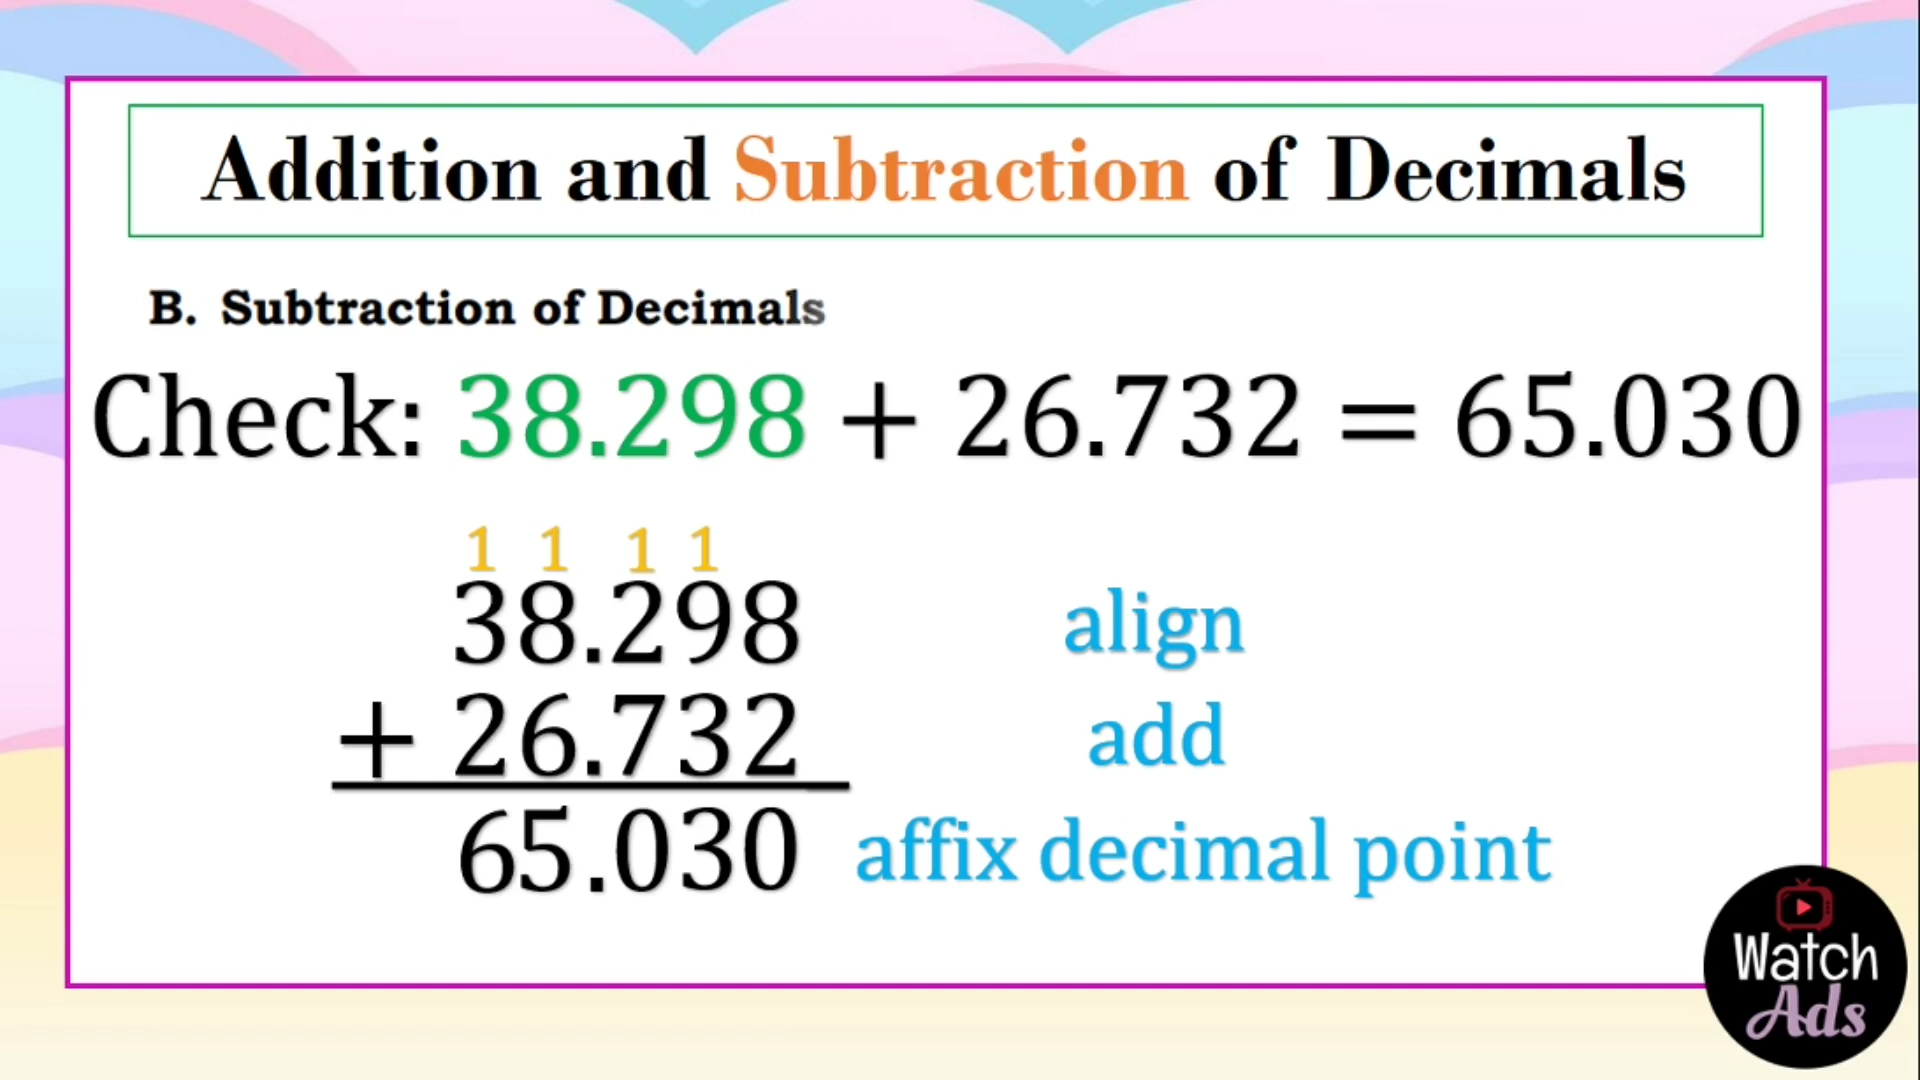 Addition and Subtraction of Decimals
B. Subtraction of Decimals
Check: 38.298 + 26.732 = 65.030
1 1 1 1
38.298
align
+ 26.732
add
65.030
affix decimal point
Watch
Ads